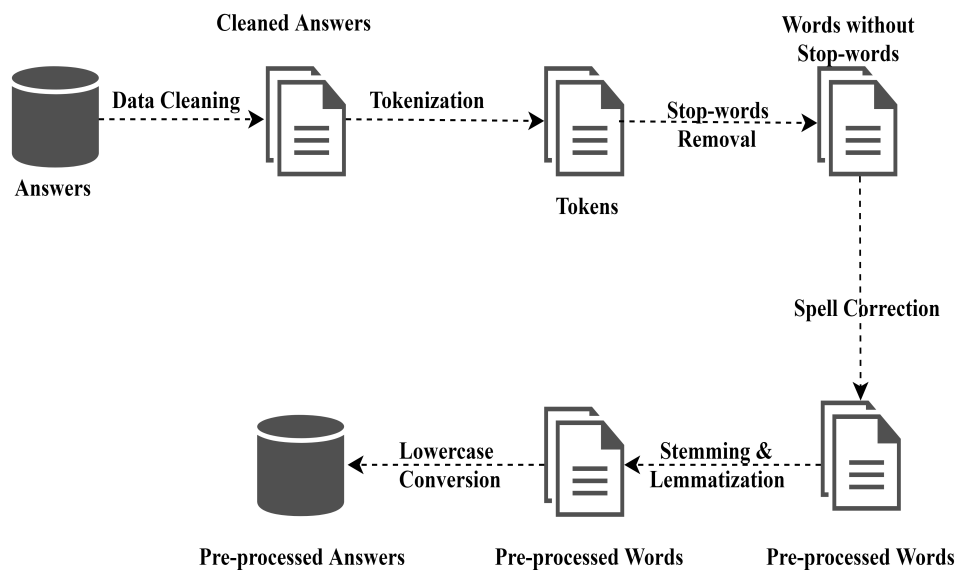 Cleaned Answers
Words without
Stop-words
Data Cleaning
Tokenization
Stop-words
Removal
Answers
Tokens
Spell Correction
Lowercase
Conversion
Stemming &
Lemmatization
Pre-processed Answers
Pre-processed Words
Pre-processed Words